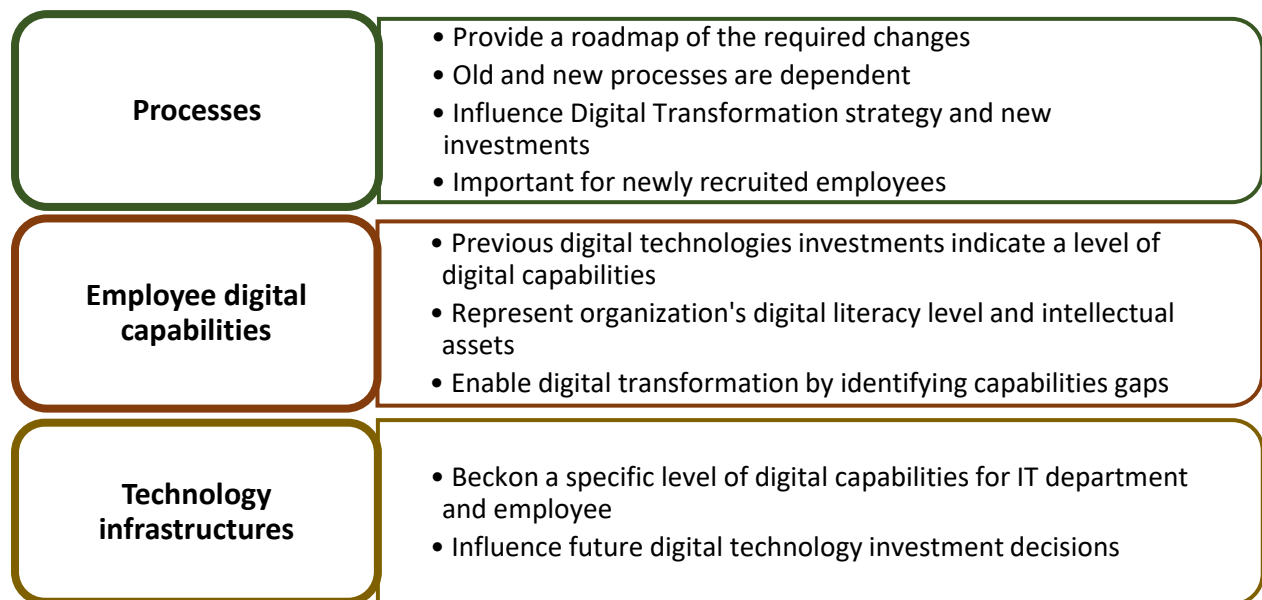 Processes
• Provide a roadmap of the required changes
• Old and new processes are dependent
• Influence Digital Transformation strategy and new
investments
• Important for newly recruited employees
Employee digital
capabilities
• Previous digital technologies investments indicate a level of
digital capabilities
• Represent organization's digital literacy level and intellectual
assets
• Enable digital transformation by identifying capabilities gaps
Technology
infrastructures
• Beckon a specific level of digital capabilities for IT department
and employee
• Influence future digital technology investment decisions